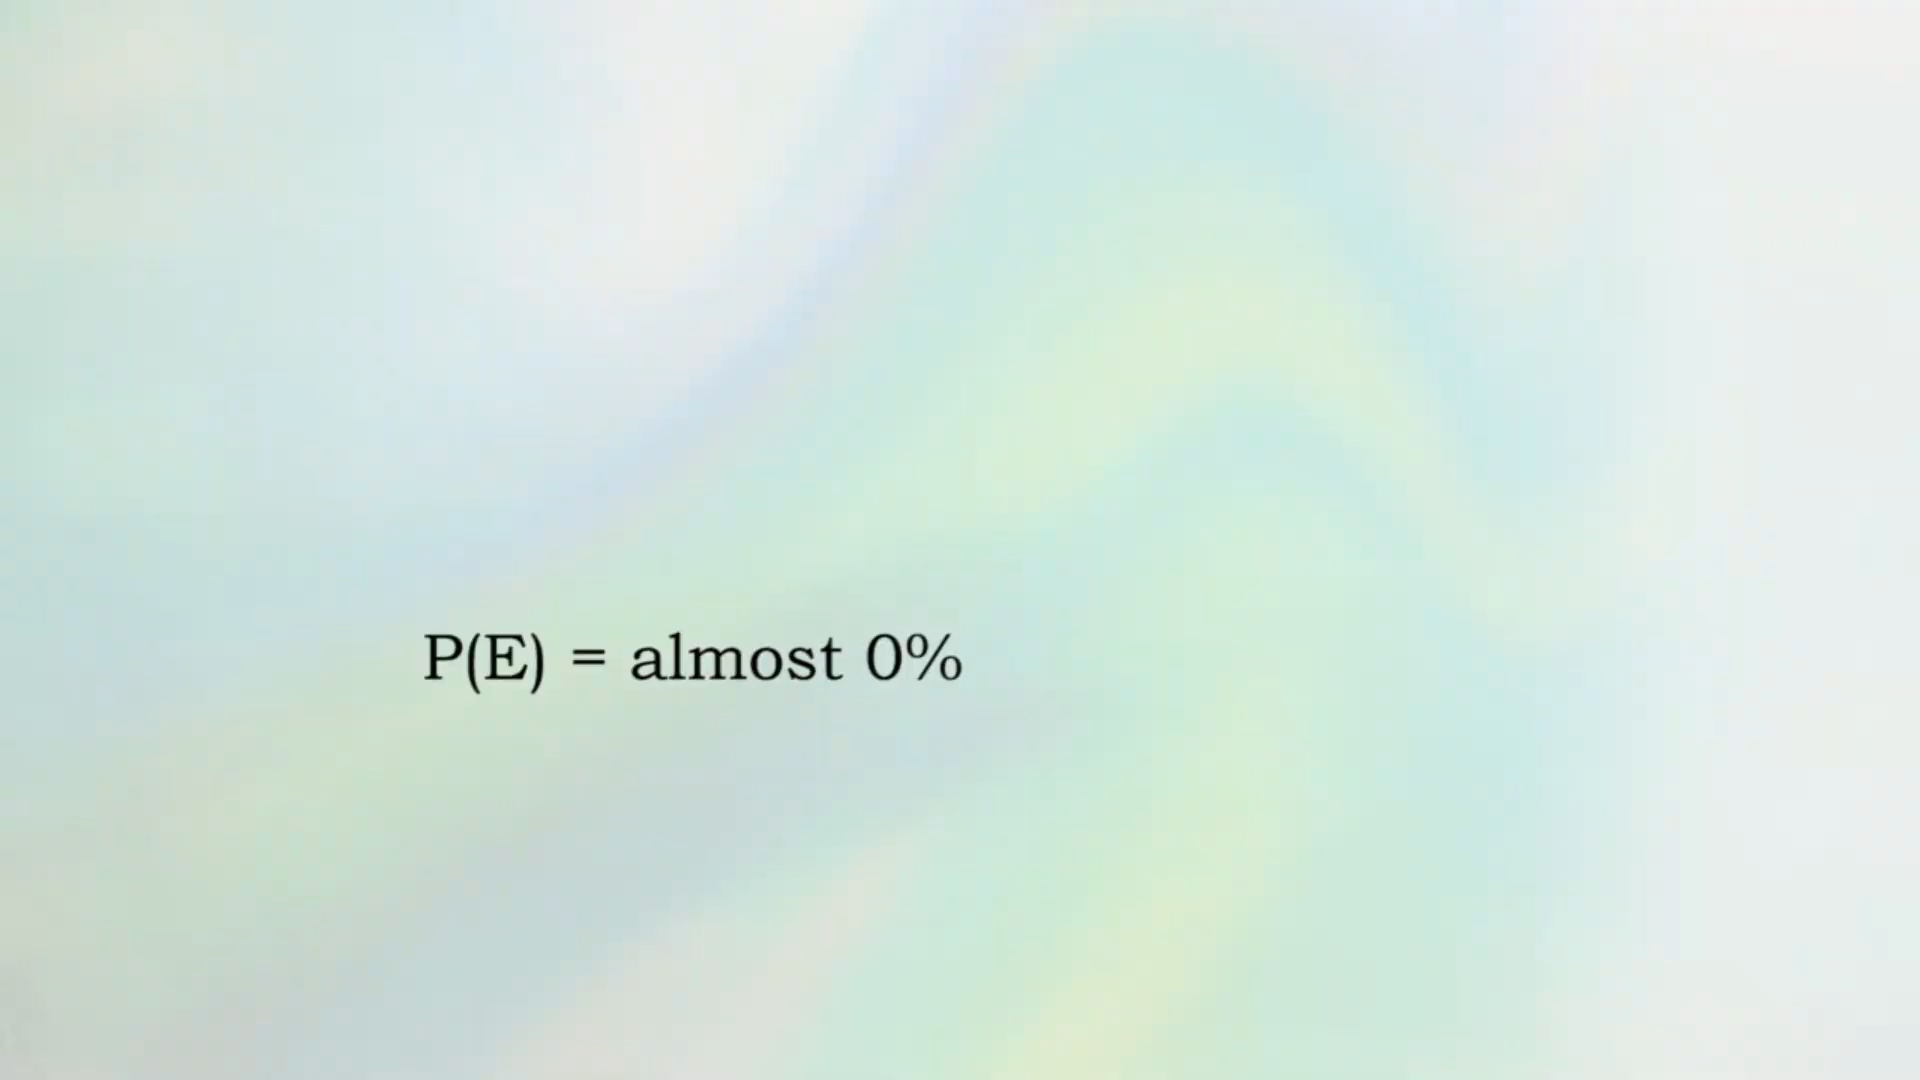 P(E) = almost 0%